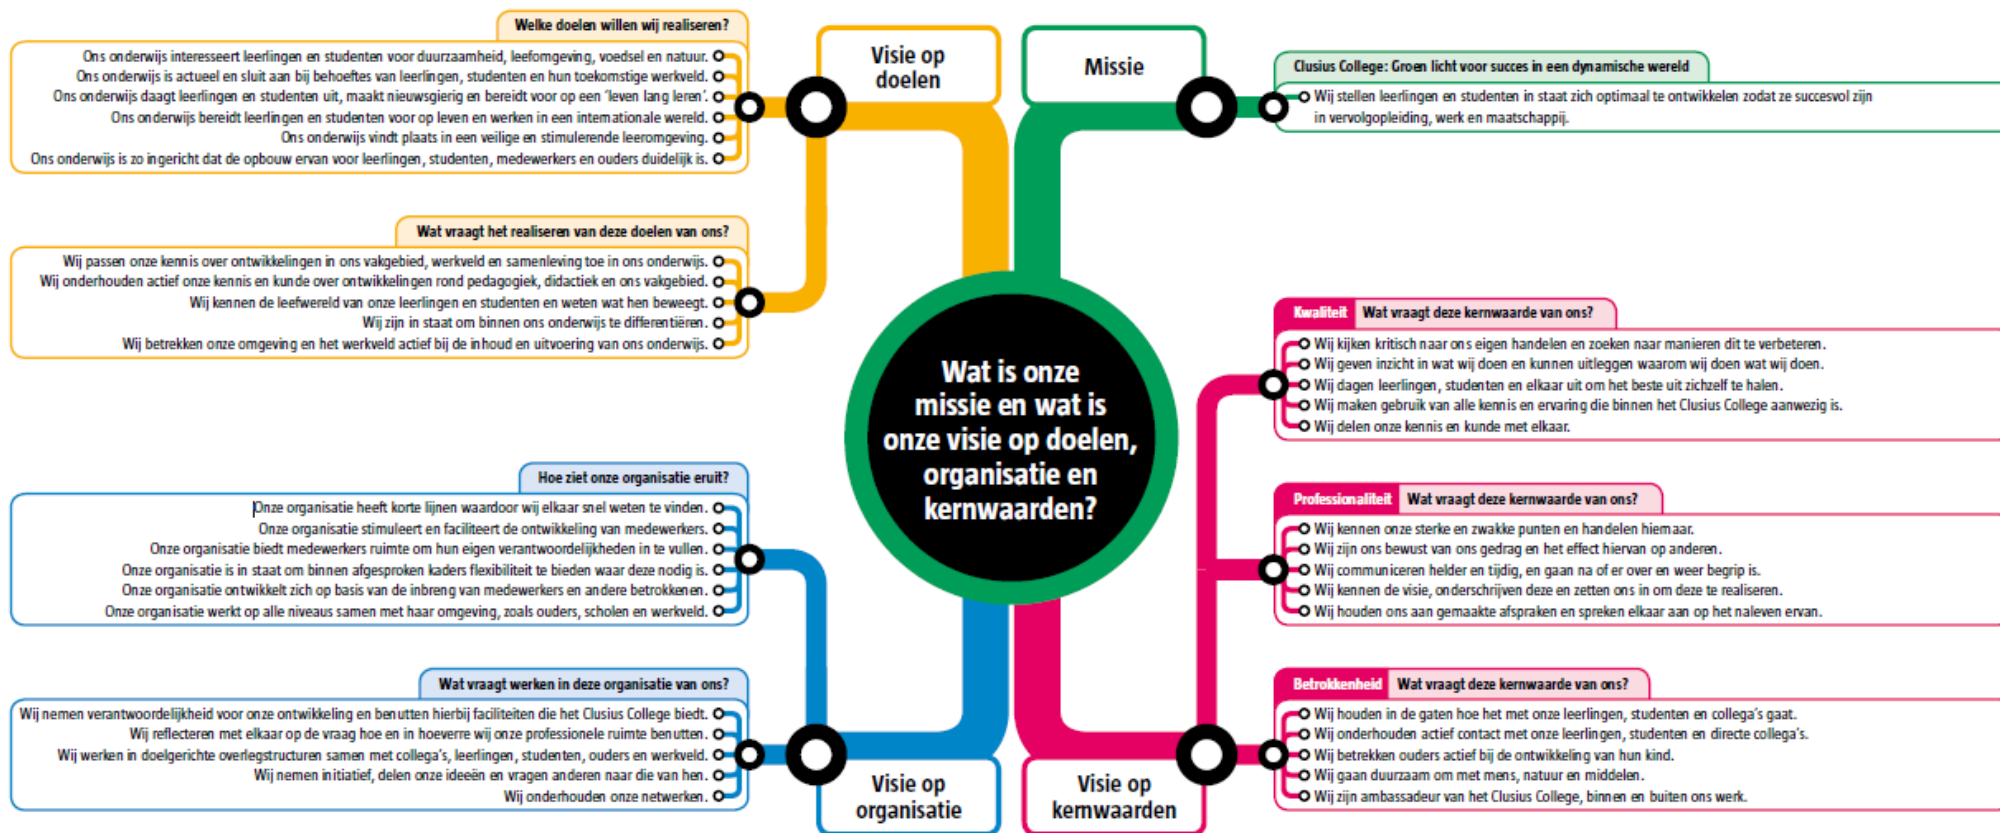 Welke doelen willen wij realiseren?
Ons onderwijs interesseert leerlingen en studenten voor duurzaamheid, leefomgeving, voedsel en natuur.
Ons onderwijs is actueel en sluit aan bij behoeftes van leerlingen, studenten en hun toekomstige werkveld.
Ons onderwijs daagt leerlingen en studenten uit, maakt nieuwsgierig en bereidt voor op een ‘leven lang leren’.
Ons onderwijs bereidt leerlingen en studenten voor op leven en werken in een internationale wereld.
Ons onderwijs vindt plaats in een veilige en stimulerende leeromgeving.
Ons onderwijs is zo ingericht dat de opbouw ervan voor leerlingen, studenten, medewerkers en ouders duidelijk is.
Visie op
doelen
Missie
Clusius College: Groen licht voor succes in een dynamische wereld
Wij stellen leerlingen en studenten in staat zich optimaal te ontwikkelen zodat ze succesvol zijn
in vervolgopleiding, werk en maatschappij.
Wat vraagt het realiseren van deze doelen van ons?
Wij passen onze kennis over ontwikkelingen in ons vakgebied, werkveld en samenleving toe in ons onderwijs.
Wij onderhouden actief onze kennis en kunde over ontwikkelingen rond pedagogiek, didactiek en ons vakgebied.
Wij kennen de leefwereld van onze leerlingen en studenten en weten wat hen beweegt.
Wij zijn in staat om binnen ons onderwijs te differentiëren.
Wij betrekken onze omgeving en het werkveld actief bij de inhoud en uitvoering van ons onderwijs.
Wat is onze
missie en wat is
onze visie op doelen,
organisatie en
kernwaarden?
Kwaliteit Wat vraagt deze kernwaarde van ons?
Wij kijken kritisch naar ons eigen handelen en zoeken naar manieren dit te verbeteren.
Wij geven inzicht in wat wij doen en kunnen uitleggen waarom wij doen wat wij doen.
Wij dagen leerlingen, studenten en elkaar uit om het beste uit zichzelf te halen.
Wij maken gebruik van alle kennis en ervaring die binnen het Clusius College aanwezig is.
Wij delen onze kennis en kunde met elkaar.
Hoe ziet onze organisatie eruit?
Onze organisatie heeft korte lijnen waardoor wij elkaar snel weten te vinden.
Onze organisatie stimuleert en faciliteert de ontwikkeling van medewerkers.
Onze organisatie biedt medewerkers ruimte om hun eigen verantwoordelijkheden in te vullen.
Onze organisatie is in staat om binnen afgesproken kaders flexibiliteit te bieden waar deze nodig is.
Onze organisatie ontwikkelt zich op basis van de inbreng van medewerkers en andere betrokkenen.
Onze organisatie werkt op alle niveaus samen met haar omgeving, zoals ouders, scholen en werkveld.
Professionaliteit Wat vraagt deze kernwaarde van ons?
Wij kennen onze sterke en zwakke punten en handelen hiernaar.
Wij zijn ons bewust van ons gedrag en het effect hiervan op anderen.
Wij communiceren helder en tijdig, en gaan na of er over en weer begrip is.
Wij kennen de visie, onderschrijven deze en zetten ons in om deze te realiseren.
Wij houden ons aan gemaakte afspraken en spreken elkaar aan op het naleven ervan.
Wat vraagt werken in deze organisatie van ons?
Wij nemen verantwoordelijkheid voor onze ontwikkeling en benutten hierbij faciliteiten die het Clusius College biedt.
Wij reflecteren met elkaar op de vraag hoe en in hoeverre wij onze professionele ruimte benutten.
Wij werken in doelgerichte overlegstructuren samen met collega’s, leerlingen, studenten, ouders en werkveld.
Wij nemen initiatief, delen onze ideeën en vragen anderen naar die van hen.
Wij onderhouden onze netwerken.
Visie op
organisatie
Visie op
kernwaarden
Betrokkenheid Wat vraagt deze kernwaarde van ons?
Wij houden in de gaten hoe het met onze leerlingen, studenten en collega’s gaat.
Wij onderhouden actief contact met onze leerlingen, studenten en directe collega’s.
Wij betrekken ouders actief bij de ontwikkeling van hun kind.
Wij gaan duurzaam om met mens, natuur en middelen.
Wij zijn ambassadeur van het Clusius College, binnen en buiten ons werk.